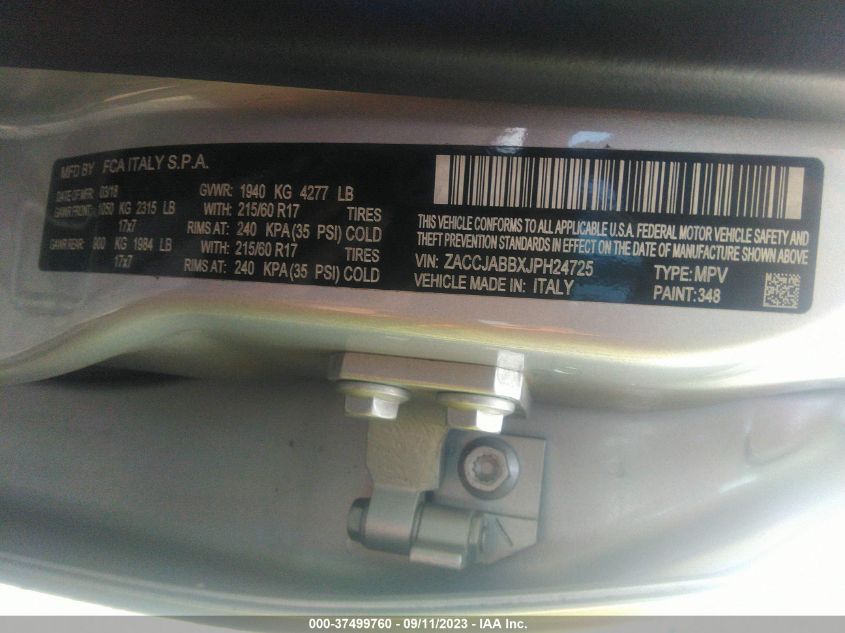 MFD BY FCA ITALY S.P.A.
DATE OF MFR 03/18 GVWR: 1940 KG 4277 LB
GAWR FRONT: 1050 KG 2315 LB WITH: 215/60 R17 TIRES
17x7 RIMS AT: 240 KPA (35 PSI) COLD
GAWR REAR: 900 KG 1984 LB WITH: 215/60 R17 TIRES
17x7 RIMS AT: 240 KPA (35 PSI) COLD
THIS VEHICLE CONFORMS TO ALL APPLICABLE U.S.A. FEDERAL MOTOR VEHICLE SAFETY AND
THEFT PREVENTION STANDARDS IN EFFECT ON THE DATE OF MANUFACTURE SHOWN ABOVE.
VIN: ZACCJABBXJPH24725 TYPE: MPV
VEHICLE MADE IN: ITALY PAINT: 348
000-37499760 - 09/11/2023 - IAA Inc.